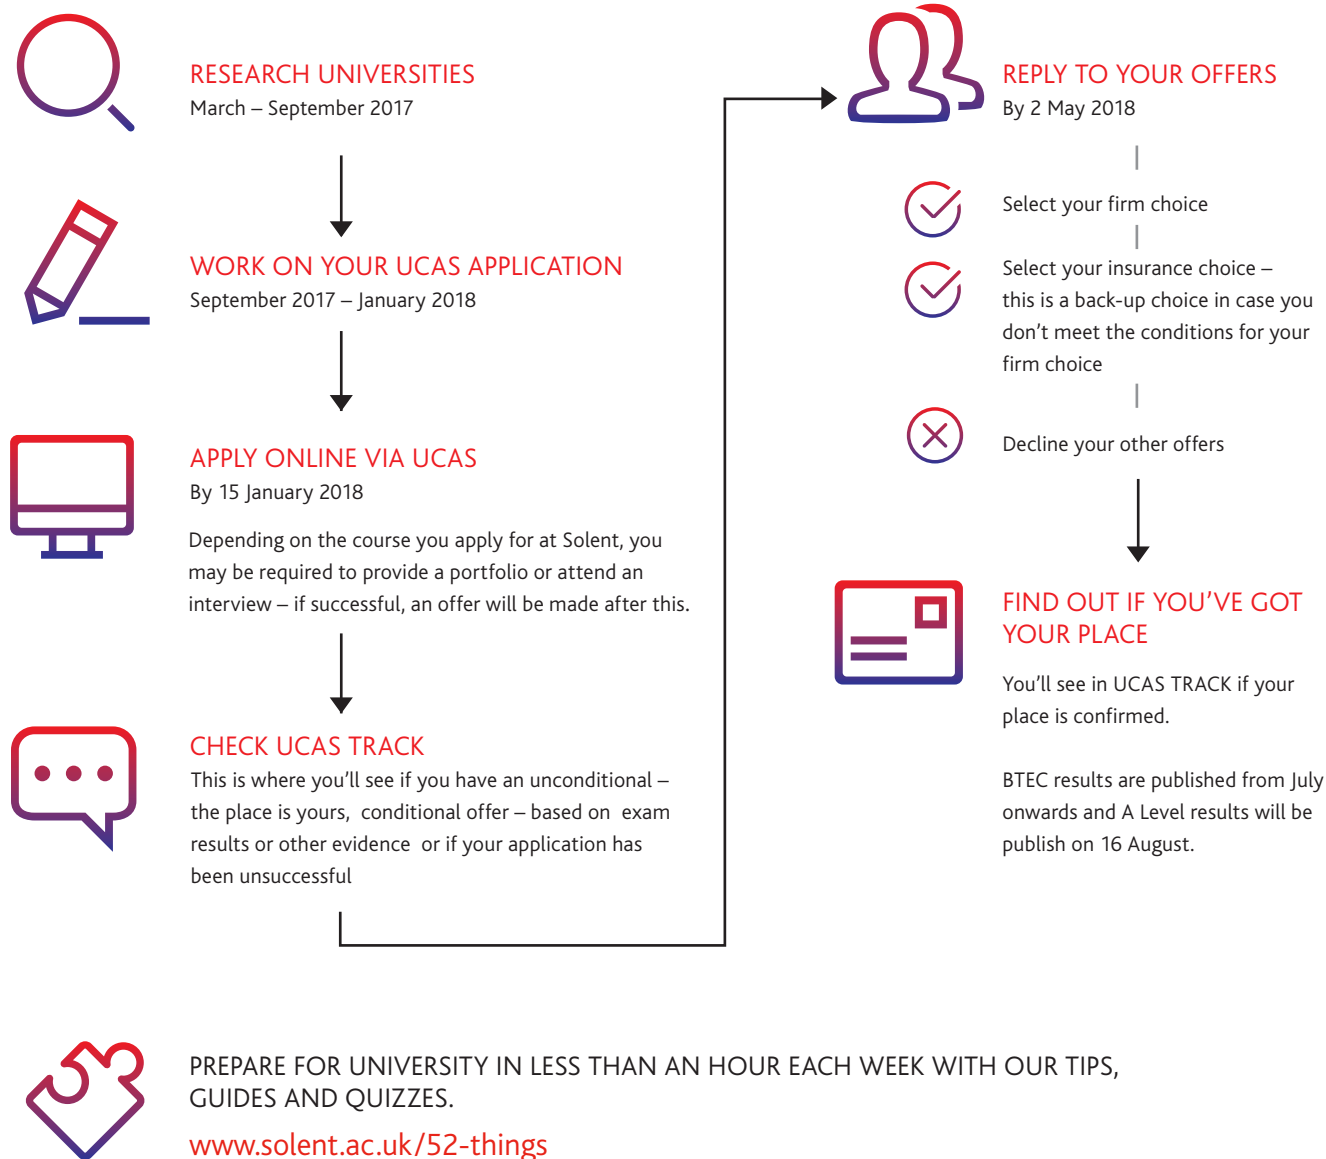 RESEARCH UNIVERSITIES
March – September 2017
WORK ON YOUR UCAS APPLICATION
September 2017 – January 2018
APPLY ONLINE VIA UCAS
By 15 January 2018
Depending on the course you apply for at Solent, you
may be required to provide a portfolio or attend an
interview – if successful, an offer will be made after this.
CHECK UCAS TRACK
This is where you’ll see if you have an unconditional –
the place is yours,  conditional offer – based on  exam
results or other evidence  or if your application has
been unsuccessful
REPLY TO YOUR OFFERS
By 2 May 2018
Select your firm choice
Select your insurance choice –
this is a back-up choice in case you
don’t meet the conditions for your
firm choice
Decline your other offers
FIND OUT IF YOU’VE GOT
YOUR PLACE
You’ll see in UCAS TRACK if your
place is confirmed.
BTEC results are published from July
onwards and A Level results will be
publish on 16 August.
PREPARE FOR UNIVERSITY IN LESS THAN AN HOUR EACH WEEK WITH OUR TIPS,
GUIDES AND QUIZZES.
www.solent.ac.uk/52-things